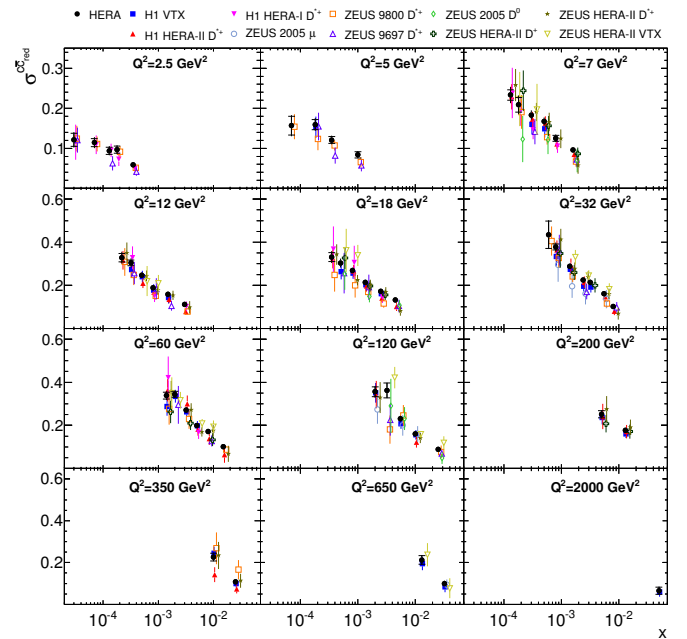 HERA H1 VTX H1 HERA-I D*+ ZEUS 9800 D*+ ZEUS 2005 D⁰ ZEUS HERA-II D*+
H1 HERA-II D*+ ZEUS 2005 μ ZEUS 9697 D*+ ZEUS HERA-II D+ ZEUS HERA-II VTX
σ_red^cc̅
Q²=2.5 GeV² Q²=5 GeV² Q²=7 GeV²
0.3
0.2
0.1
Q²=12 GeV² Q²=18 GeV² Q²=32 GeV²
0.6
0.4
0.2
0
Q²=60 GeV² Q²=120 GeV² Q²=200 GeV²
0.6
0.4
0.2
0
Q²=350 GeV² Q²=650 GeV² Q²=2000 GeV²
0.6
0.4
0.2
0
10⁻⁴ 10⁻³ 10⁻² 10⁻⁴ 10⁻³ 10⁻² 10⁻⁴ 10⁻³ 10⁻² x